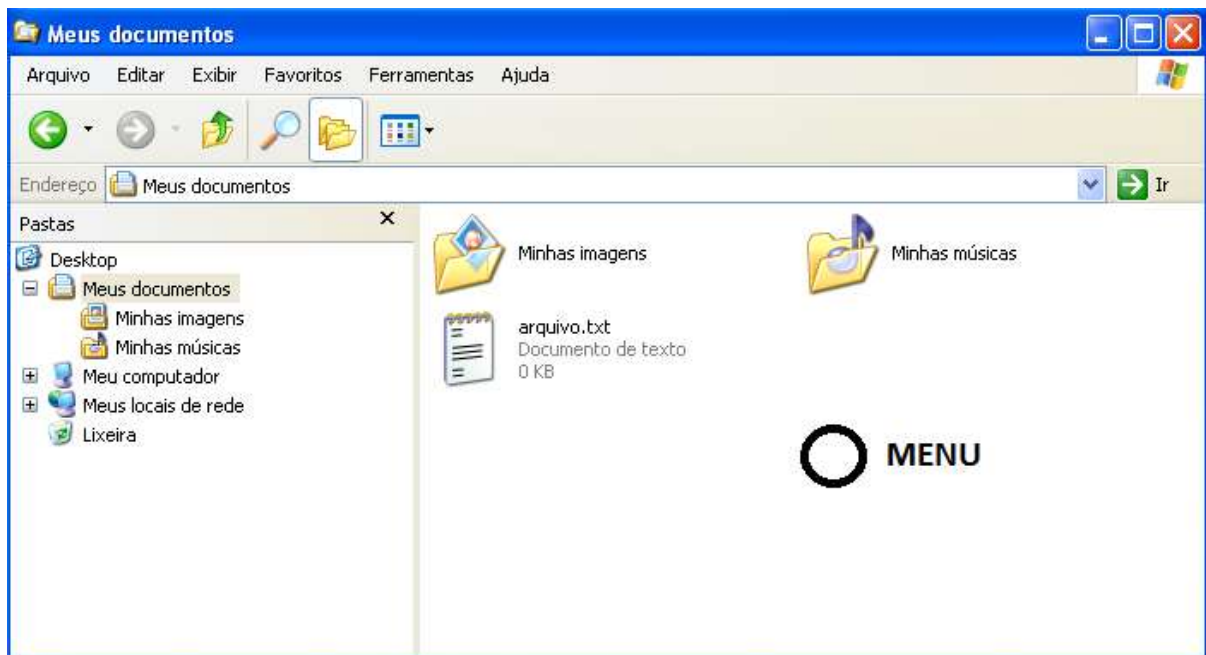 Meus documentos
Arquivo Editar Exibir Favoritos Ferramentas Ajuda
Endereço Meus documentos Ir
Pastas
Desktop
Meus documentos
Minhas imagens
Minhas músicas
Meu computador
Meus locais de rede
Lixeira
Minhas imagens
Minhas músicas
arquivo.txt
Documento de texto
0 KB
MENU